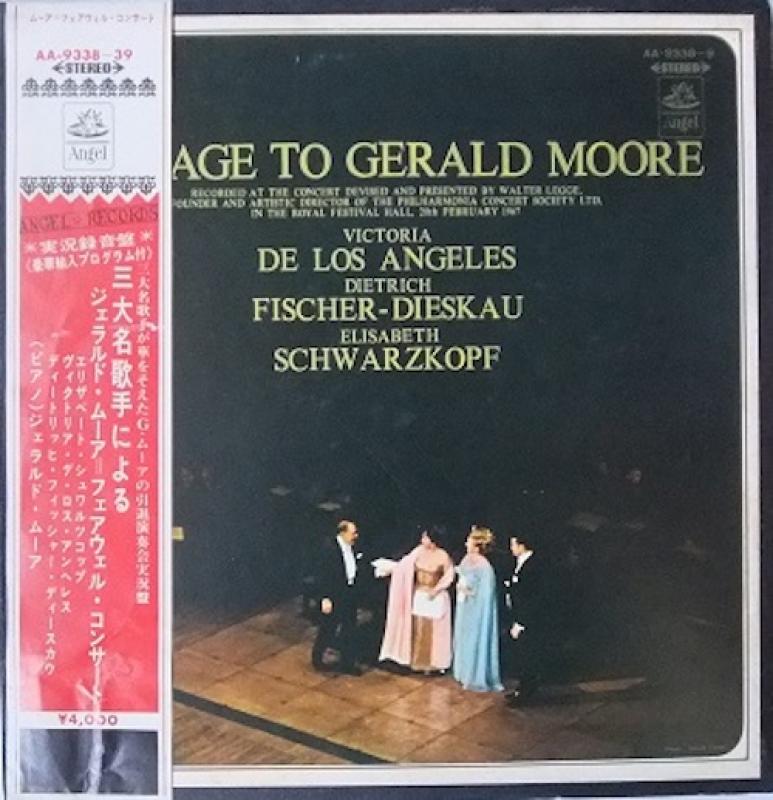 ムーア=フェアウェル・コンサート
AA-9338-39
STEREO
Angel
ANGEL RECORDS
＊実況録音盤＊
(豪華輸入プログラム付)
三大名歌手が華をそえたG・ムーアの引退演奏会実況盤
三大名歌手による
ジェラルド・ムーア=フェアウェル・コンサート
エリザベート・シュワルツコップ
ヴィクトリア・デ・ロス・アンヘレス
ディートリッヒ・フィッシャー・ディースカウ
(ピアノ)ジェラルド・ムーア
¥4,000
AA-9338-9
STEREO
Angel
AGE TO GERALD MOORE
RECORDED AT THE CONCERT DEVISED AND PRESENTED BY WALTER LEGGE,
FOUNDER AND ARTISTIC DIRECTOR OF THE PHILHARMONIA CONCERT SOCIETY LTD.
IN THE ROYAL FESTIVAL HALL, 20th FEBRUARY 1967
VICTORIA
DE LOS ANGELES
DIETRICH
FISCHER-DIESKAU
ELISABETH
SCHWARZKOPF